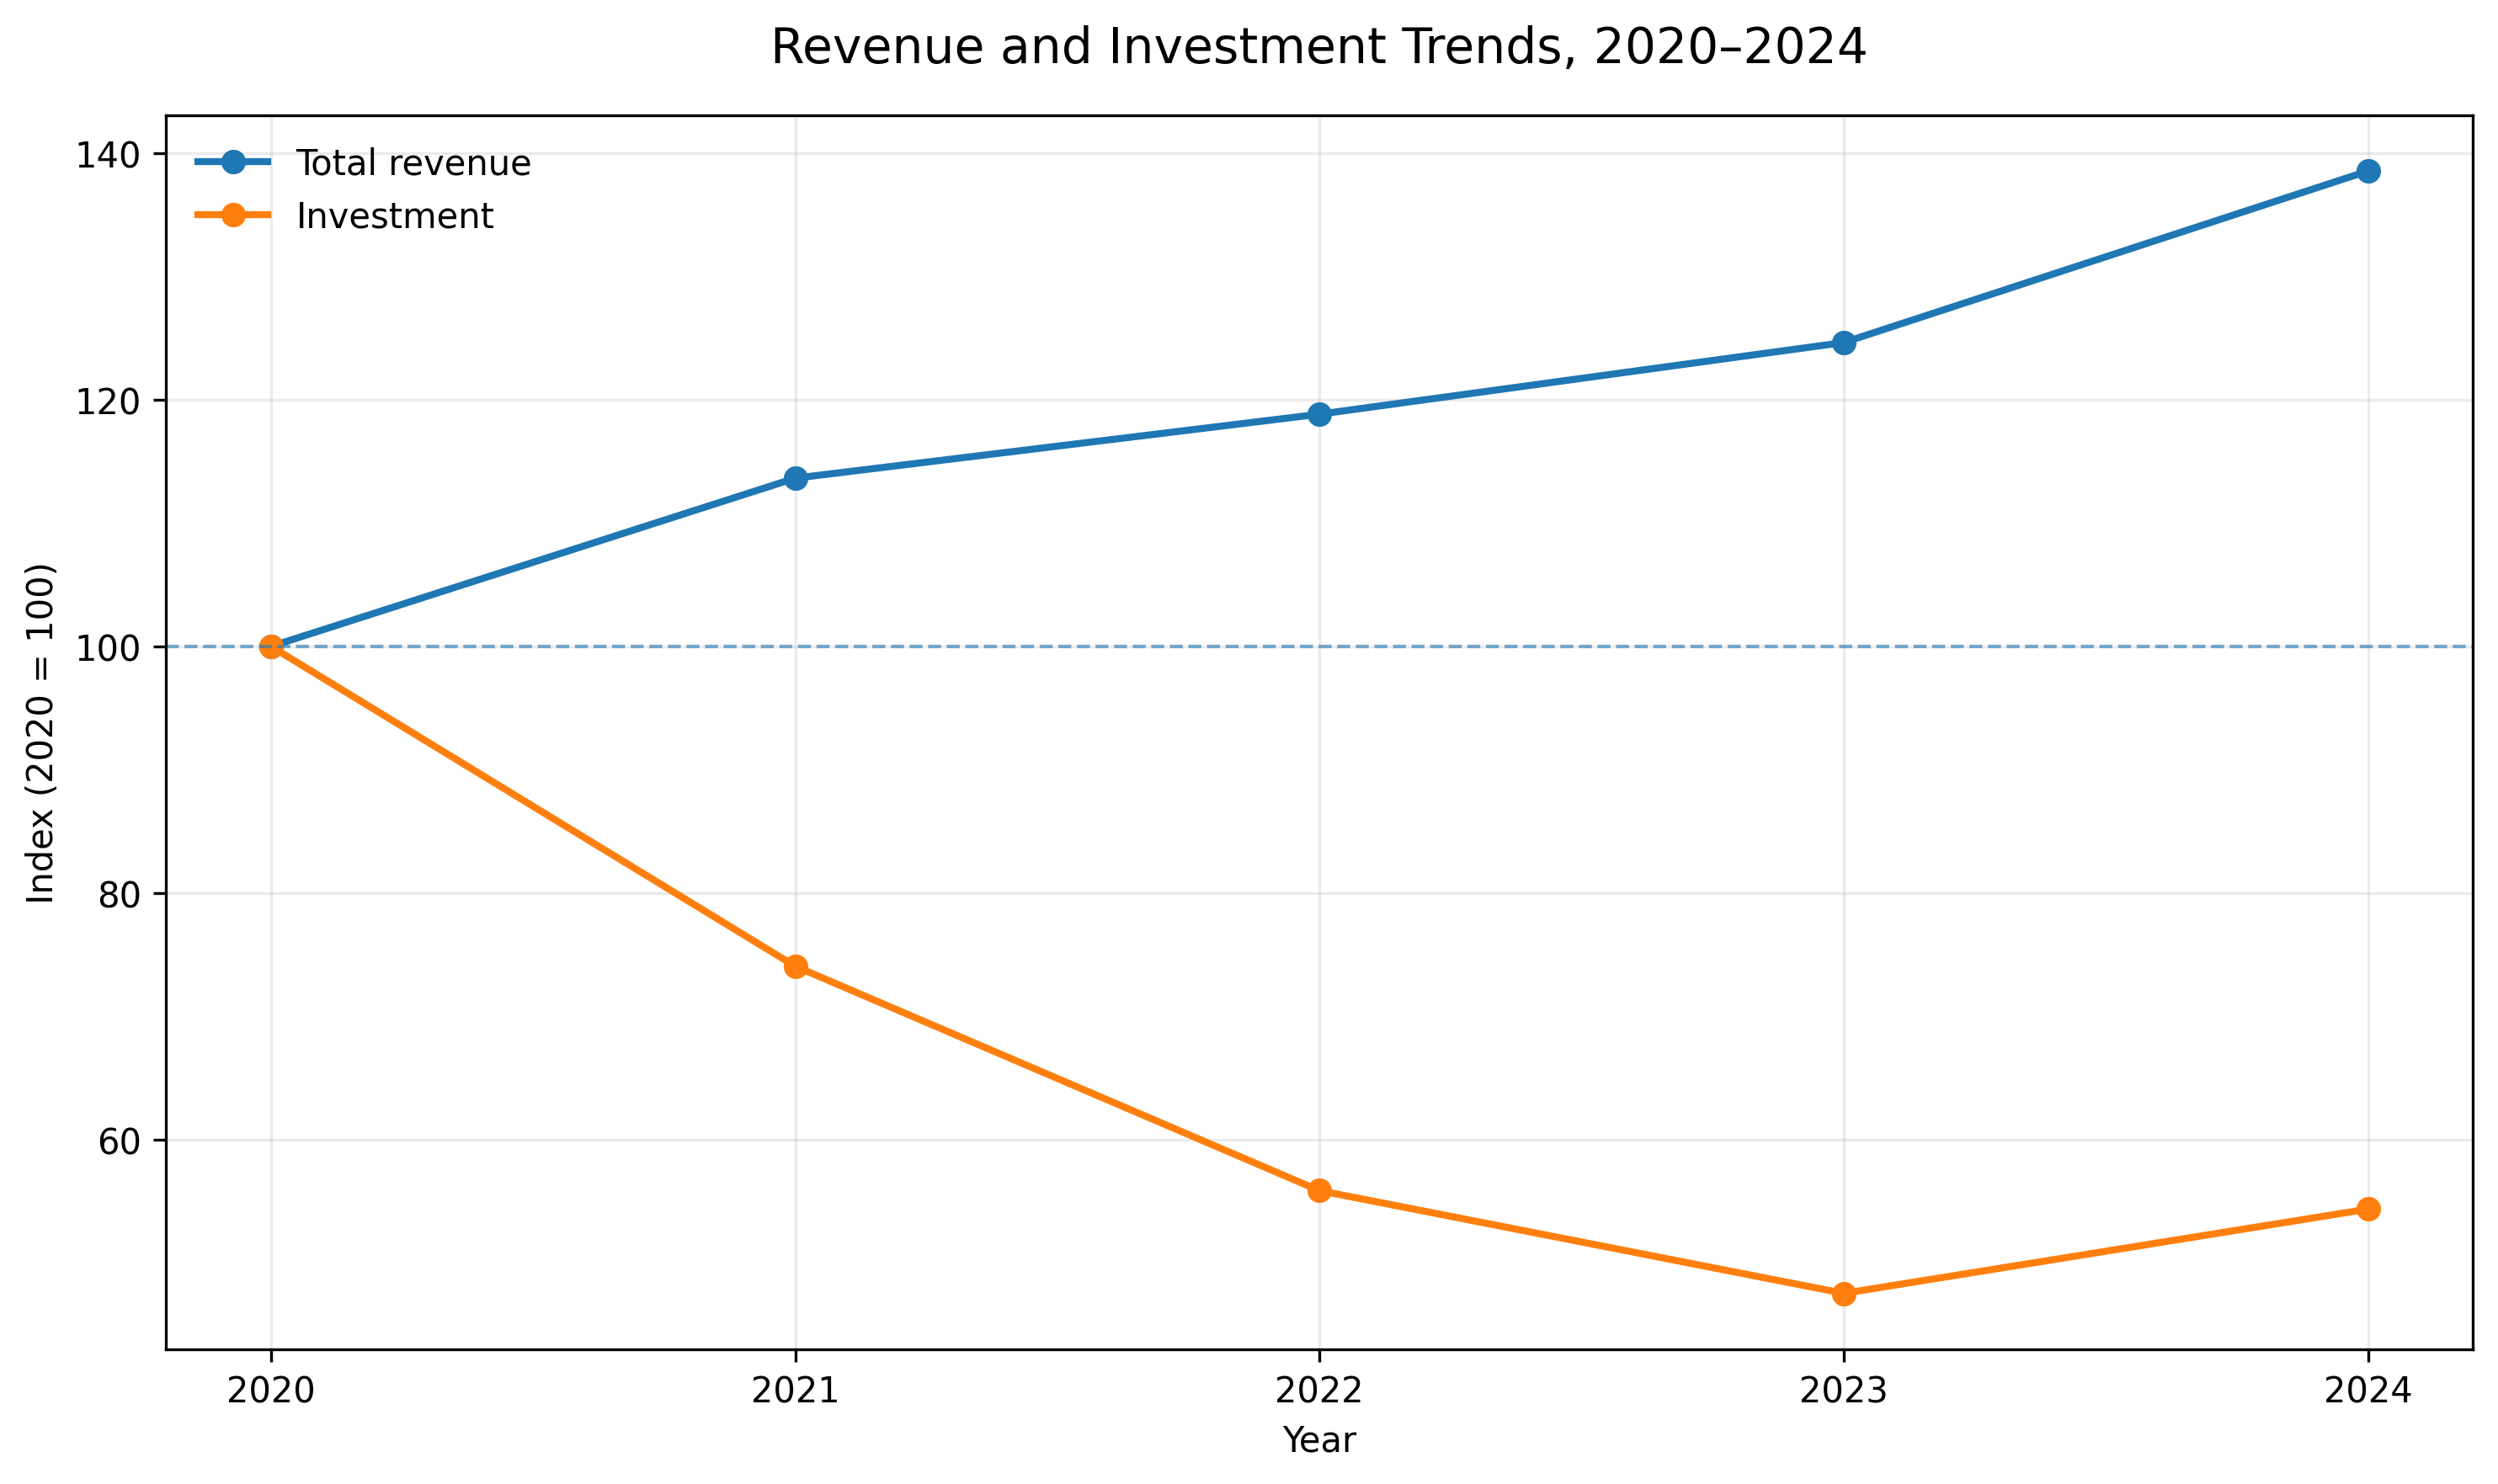 Revenue and Investment Trends, 2020–2024
Total revenue
Investment
Index (2020 = 100)
140
120
100
80
60
2020 2021 2022 2023 2024
Year